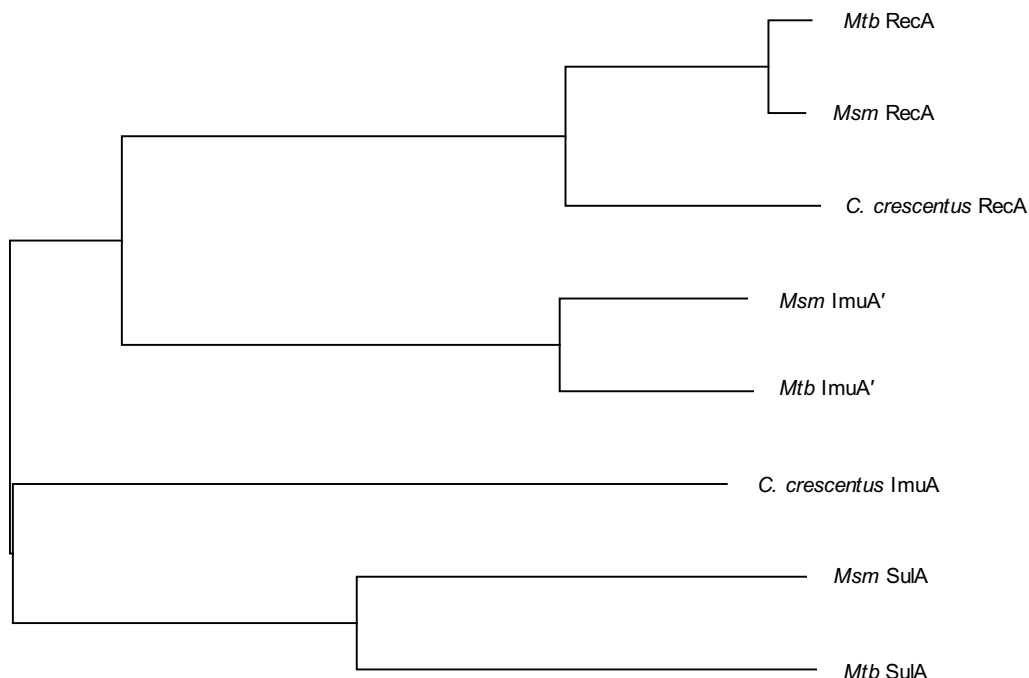 Mtb RecA
Msm RecA
C. crescentus RecA
Msm ImuA′
Mtb ImuA′
C. crescentus ImuA
Msm SulA
Mtb SulA